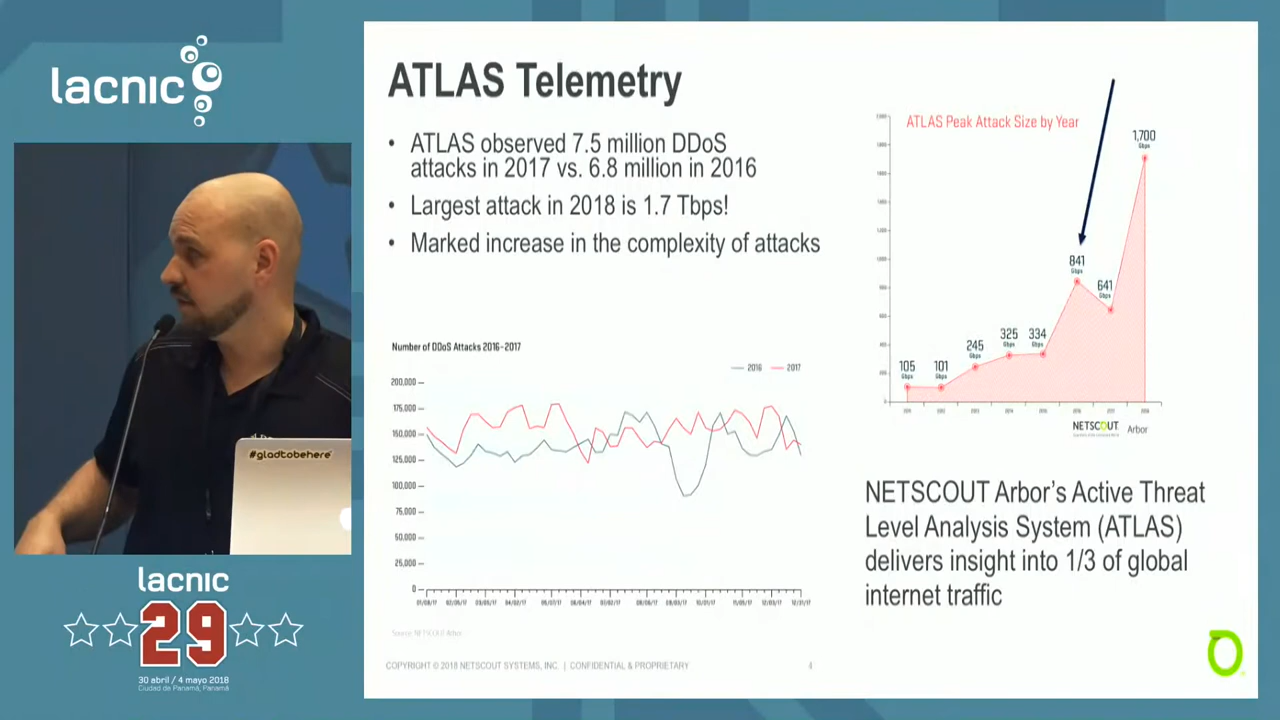 lacnic
ATLAS Telemetry
• ATLAS observed 7.5 million DDoS
attacks in 2017 vs. 6.8 million in 2016
• Largest attack in 2018 is 1.7 Tbps!
• Marked increase in the complexity of attacks
ATLAS Peak Attack Size by Year
105
Gbps
101
Gbps
245
Gbps
325
Gbps
334
Gbps
841
Gbps
641
Gbps
1,700
Gbps
NETSCOUT Arbor
Number of DDoS Attacks 2016-2017
2016 2017
200,000
175,000
150,000
125,000
100,000
75,000
50,000
25,000
0
NETSCOUT Arbor's Active Threat
Level Analysis System (ATLAS)
delivers insight into 1/3 of global
internet traffic
Source: NETSCOUT Arbor
COPYRIGHT © 2018 NETSCOUT SYSTEMS, INC. | CONFIDENTIAL & PROPRIETARY
4
#gladtobehere
lacnic
29
30 abril / 4 mayo 2018
Ciudad de Panamá, Panamá